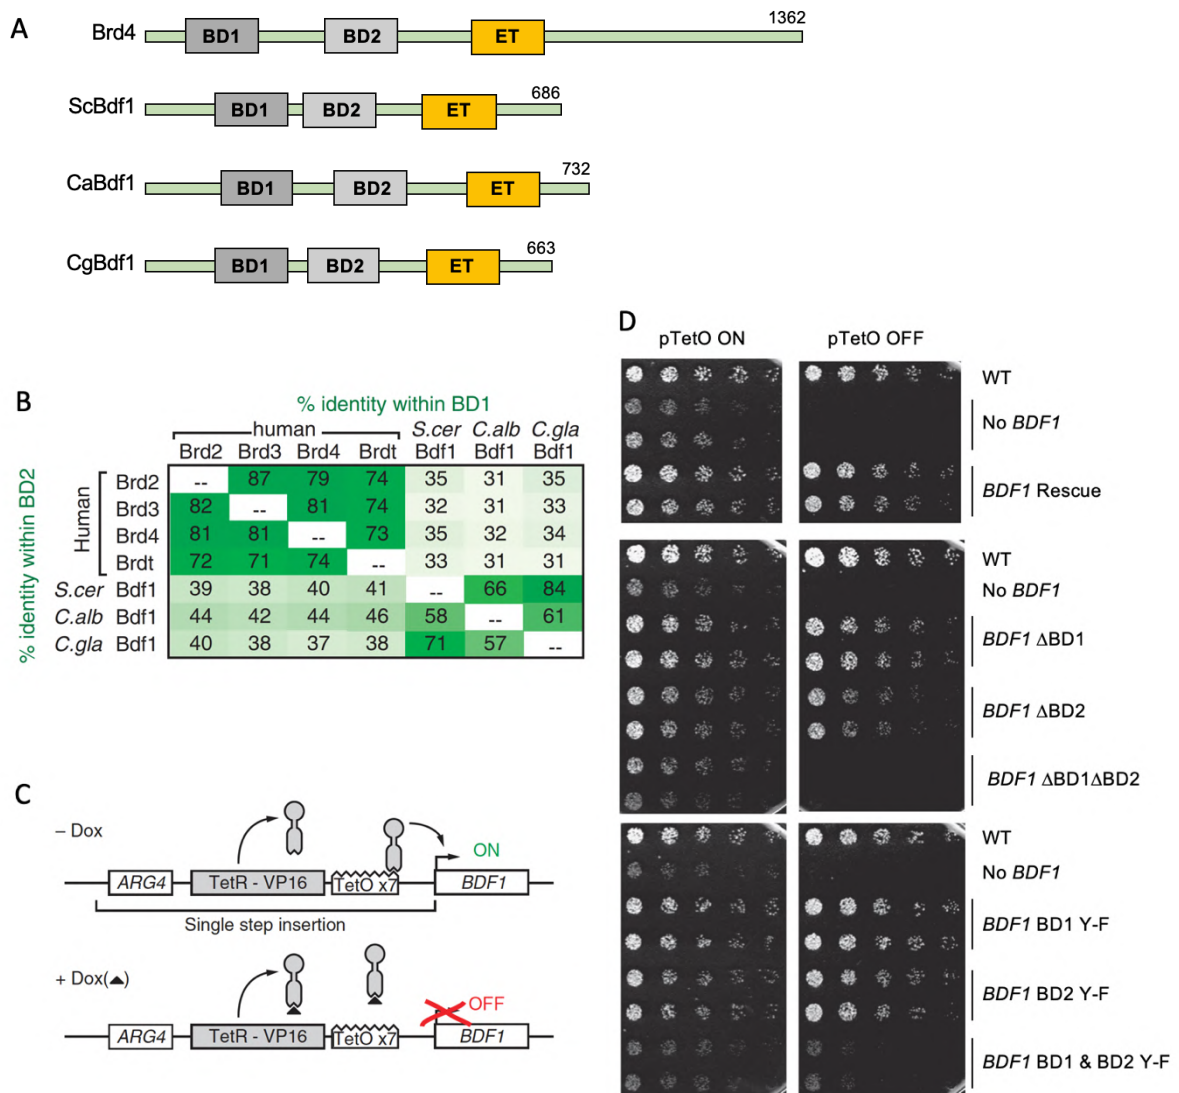 A
Brd4
BD1
BD2
ET
1362
ScBdf1
BD1
BD2
ET
686
CaBdf1
BD1
BD2
ET
732
CgBdf1
BD1
BD2
ET
663
B
% identity within BD1
human S.cer C.alb C.gla
Brd2 Brd3 Brd4 Brdt Bdf1 Bdf1 Bdf1
% identity within BD2
Human
Brd2 -- 87 79 74 35 31 35
Brd3 82 -- 81 74 32 31 33
Brd4 81 81 -- 73 35 32 34
Brdt 72 71 74 -- 33 31 31
S.cer Bdf1 39 38 40 41 -- 66 84
C.alb Bdf1 44 42 44 46 58 -- 61
C.gla Bdf1 40 38 37 38 71 57 --
C
– Dox
ON
ARG4 TetR - VP16 TetO x7 BDF1
Single step insertion
+ Dox(▲)
OFF
ARG4 TetR - VP16 TetO x7 BDF1
D
pTetO ON pTetO OFF
WT
No BDF1
BDF1 Rescue
WT
No BDF1
BDF1 ΔBD1
BDF1 ΔBD2
BDF1 ΔBD1ΔBD2
WT
No BDF1
BDF1 BD1 Y-F
BDF1 BD2 Y-F
BDF1 BD1 & BD2 Y-F